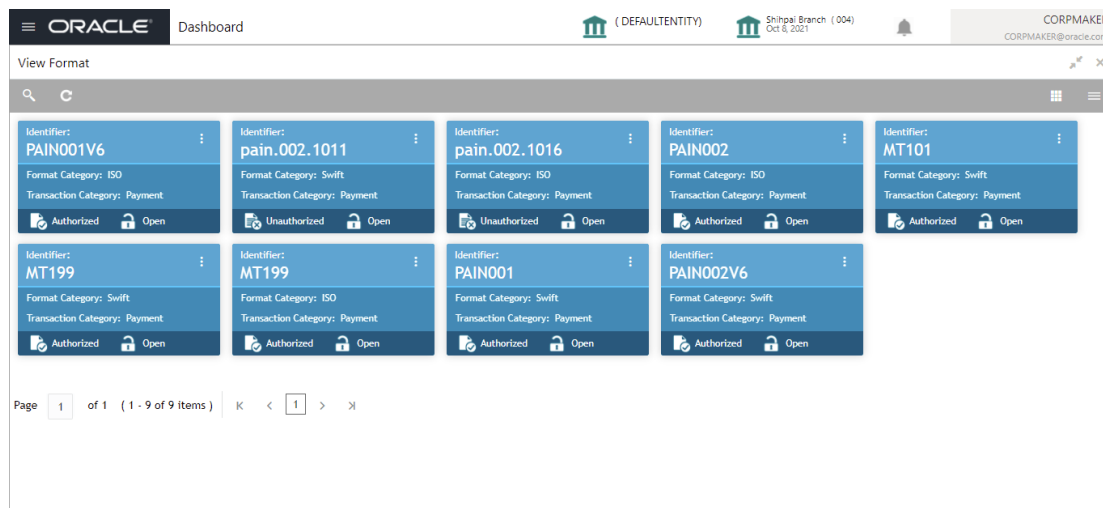 ORACLE Dashboard ( DEFAULTENTITY) Shihpai Branch ( 004) CORPMAKER
Oct 8, 2021 CORPMAKER@oracle.com
View Format
Identifier: Identifier: Identifier: Identifier: Identifier:
PAIN001V6 pain.002.1011 pain.002.1016 PAIN002 MT101
Format Category: ISO Format Category: Swift Format Category: ISO Format Category: ISO Format Category: Swift
Transaction Category: Payment Transaction Category: Payment Transaction Category: Payment Transaction Category: Payment Transaction Category: Payment
Authorized Open Unauthorized Open Unauthorized Open Authorized Open Authorized Open
Identifier: Identifier: Identifier: Identifier:
MT199 MT199 PAIN001 PAIN002V6
Format Category: Swift Format Category: ISO Format Category: Swift Format Category: Swift
Transaction Category: Payment Transaction Category: Payment Transaction Category: Payment Transaction Category: Payment
Authorized Open Authorized Open Authorized Open Authorized Open
Page 1 of 1 ( 1 - 9 of 9 items ) 1